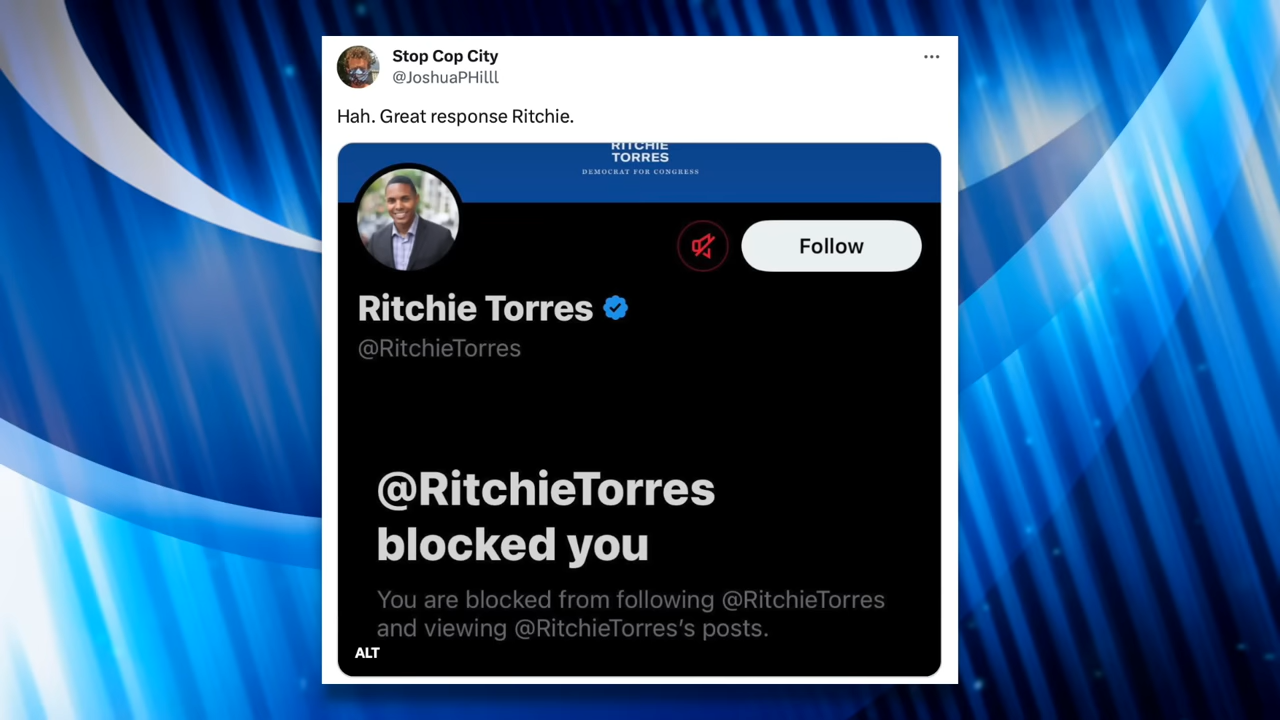 Stop Cop City
@JoshuaPHilll
Hah. Great response Ritchie.
RITCHIE
TORRES
DEMOCRAT FOR CONGRESS
Follow
Ritchie Torres
@RitchieTorres
@RitchieTorres
blocked you
You are blocked from following @RitchieTorres
and viewing @RitchieTorres’s posts.
ALT